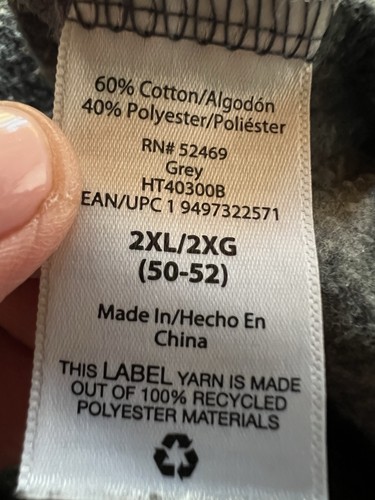 60% Cotton/Algodón
40% Polyester/Poliéster
RN# 52469
Grey
HT40300B
EAN/UPC 1 9497322571
2XL/2XG
(50-52)
Made In/Hecho En
China
THIS LABEL YARN IS MADE
OUT OF 100% RECYCLED
POLYESTER MATERIALS